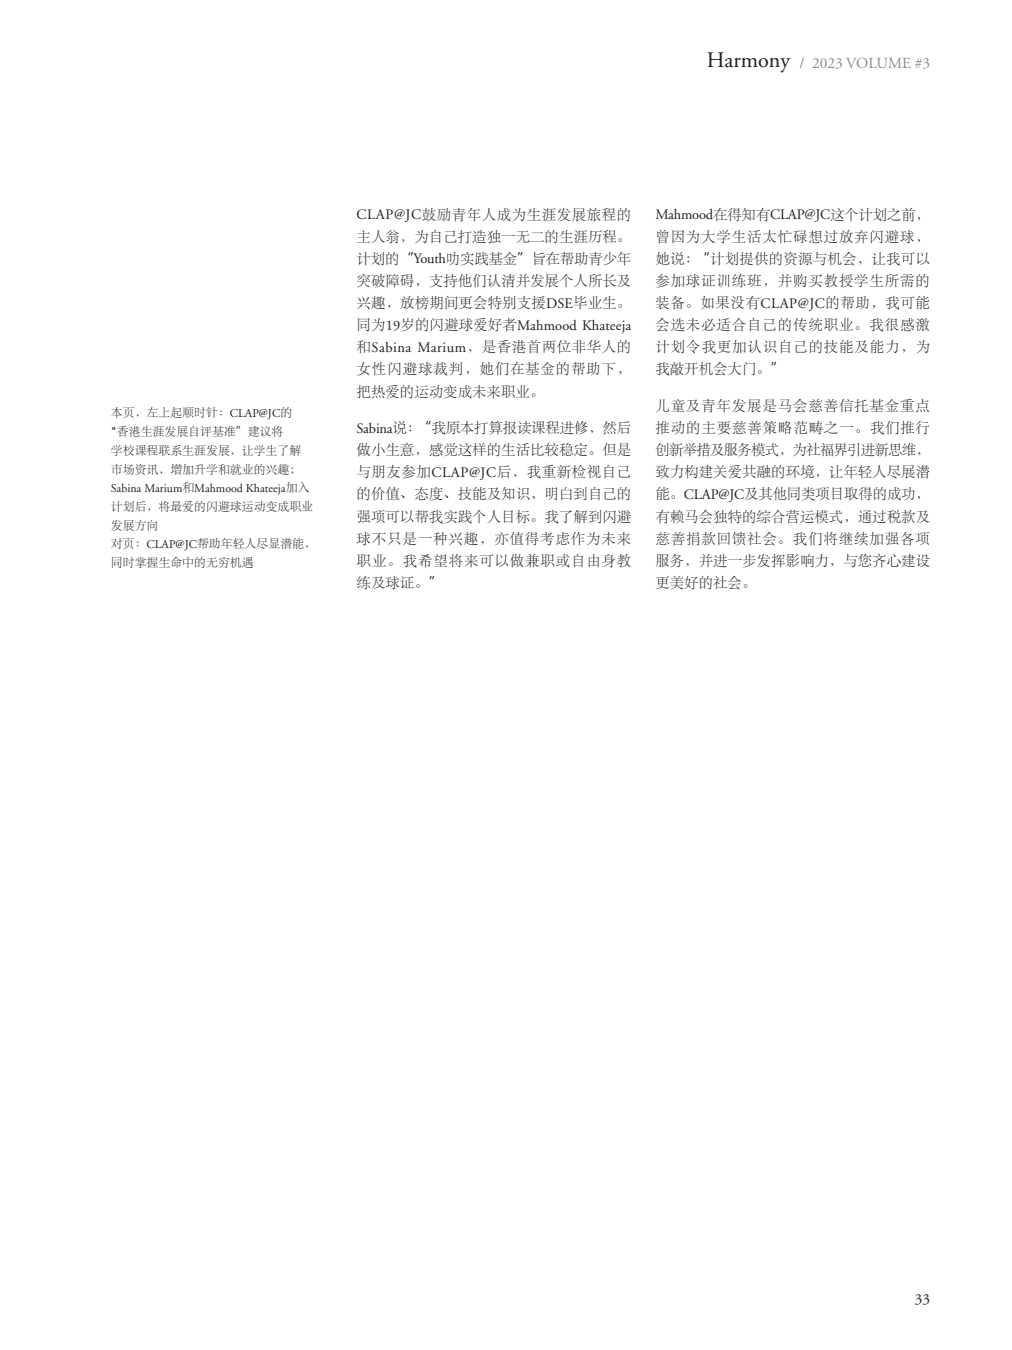 Harmony / 2023 VOLUME #3
本页，左上起顺时针：CLAP@JC的
“香港生涯发展自评基准”建议将
学校课程联系生涯发展，让学生了解
市场资讯，增加升学和就业的兴趣；
Sabina Marium和Mahmood Khateeja加入
计划后，将最爱的闪避球运动变成职业
发展方向
对页：CLAP@JC帮助年轻人尽显潜能，
同时掌握生命中的无穷机遇
CLAP@JC鼓励青年人成为生涯发展旅程的
主人翁，为自己打造独一无二的生涯历程。
计划的“Youth叻实践基金”旨在帮助青少年
突破障碍，支持他们认清并发展个人所长及
兴趣，放榜期间更会特别支援DSE毕业生。
同为19岁的闪避球爱好者Mahmood Khateeja
和Sabina Marium，是香港首两位非华人的
女性闪避球裁判，她们在基金的帮助下，
把热爱的运动变成未来职业。
Sabina说：“我原本打算报读课程进修，然后
做小生意，感觉这样的生活比较稳定。但是
与朋友参加CLAP@JC后，我重新检视自己
的价值、态度、技能及知识，明白到自己的
强项可以帮我实践个人目标。我了解到闪避
球不只是一种兴趣，亦值得考虑作为未来
职业。我希望将来可以做兼职或自由身教
练及球证。”
Mahmood在得知有CLAP@JC这个计划之前，
曾因为大学生活太忙碌想过放弃闪避球，
她说：“计划提供的资源与机会，让我可以
参加球证训练班，并购买教授学生所需的
装备。如果没有CLAP@JC的帮助，我可能
会选未必适合自己的传统职业。我很感激
计划令我更加认识自己的技能及能力，为
我敲开机会大门。”
儿童及青年发展是马会慈善信托基金重点
推动的主要慈善策略范畴之一。我们推行
创新举措及服务模式，为社福界引进新思维，
致力构建关爱共融的环境，让年轻人尽展潜
能。CLAP@JC及其他同类项目取得的成功，
有赖马会独特的综合营运模式，通过税款及
慈善捐款回馈社会。我们将继续加强各项
服务，并进一步发挥影响力，与您齐心建设
更美好的社会。
33